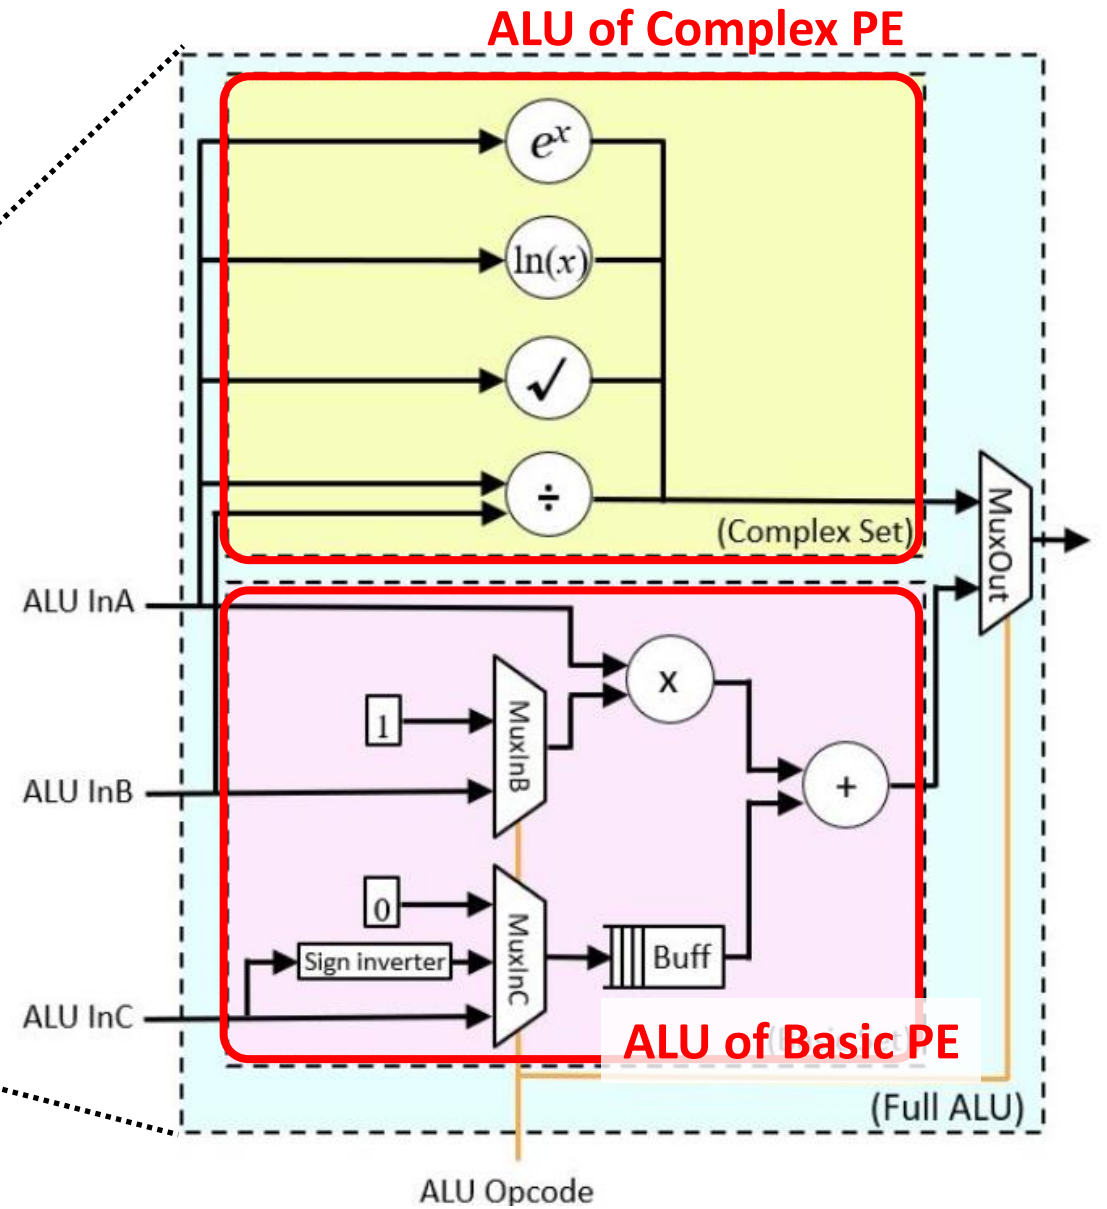 ALU of Complex PE
eˣ
ln(x)
√
÷
(Complex Set)
MuxOut
ALU InA
x
1
MuxInB
ALU InB
+
0
MuxInC
Sign inverter
Buff
ALU InC
ALU of Basic PE
(Full ALU)
ALU Opcode